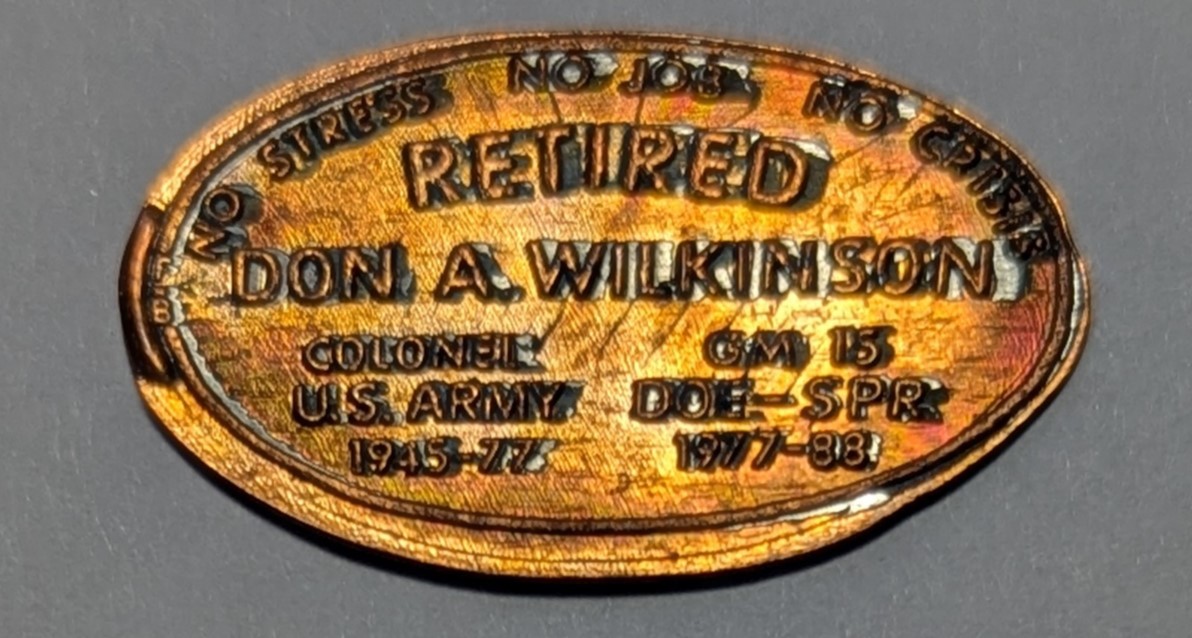 NO STRESS NO JOB NO CRISIS
RETIRED
DON A. WILKINSON
COLONEL
U.S. ARMY
1945-77
GM 15
DOE-SPR
1977-88